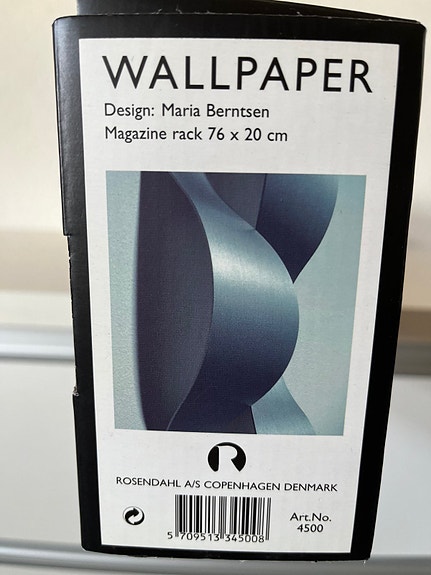 WALLPAPER
Design: Maria Berntsen
Magazine rack 76 x 20 cm
ROSENDAHL A/S COPENHAGEN DENMARK
Art.No.
4500
5 709513 345008